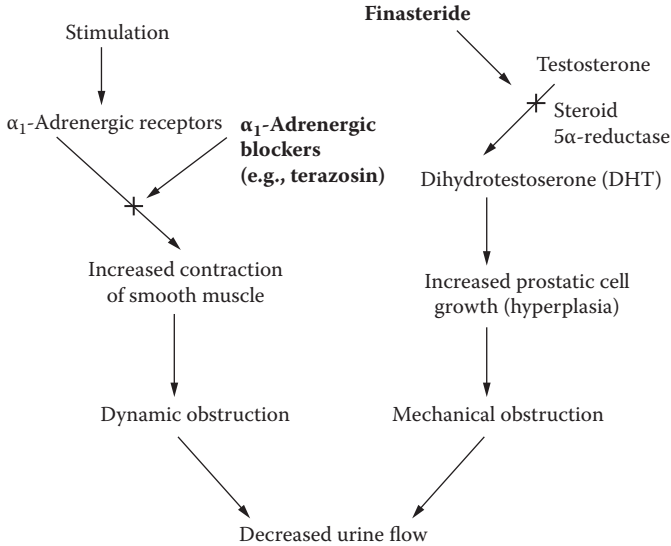 Stimulation
α₁-Adrenergic receptors
α₁-Adrenergic
blockers
(e.g., terazosin)
Increased contraction
of smooth muscle
Dynamic obstruction
Finasteride
Testosterone
Steroid
5α-reductase
Dihydrotestoserone (DHT)
Increased prostatic cell
growth (hyperplasia)
Mechanical obstruction
Decreased urine flow